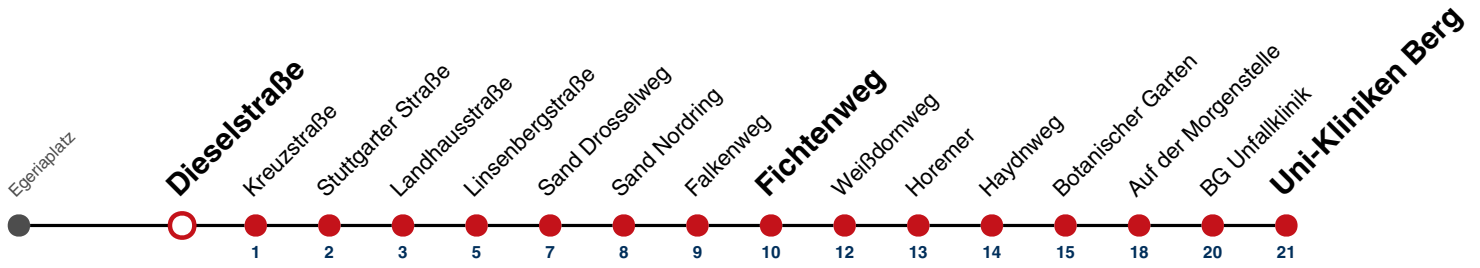 Egeriaplatz
Dieselstraße
Kreuzstraße
Stuttgarter Straße
Landhausstraße
Linsenbergstraße
Sand Drosselweg
Sand Nordring
Falkenweg
Fichtenweg
Weißdornweg
Horemer
Haydnweg
Botanischer Garten
Auf der Morgenstelle
BG Unfallklinik
Uni-Kliniken Berg
1 2 3 5 7 8 9 10 12 13 14 15 18 20 21